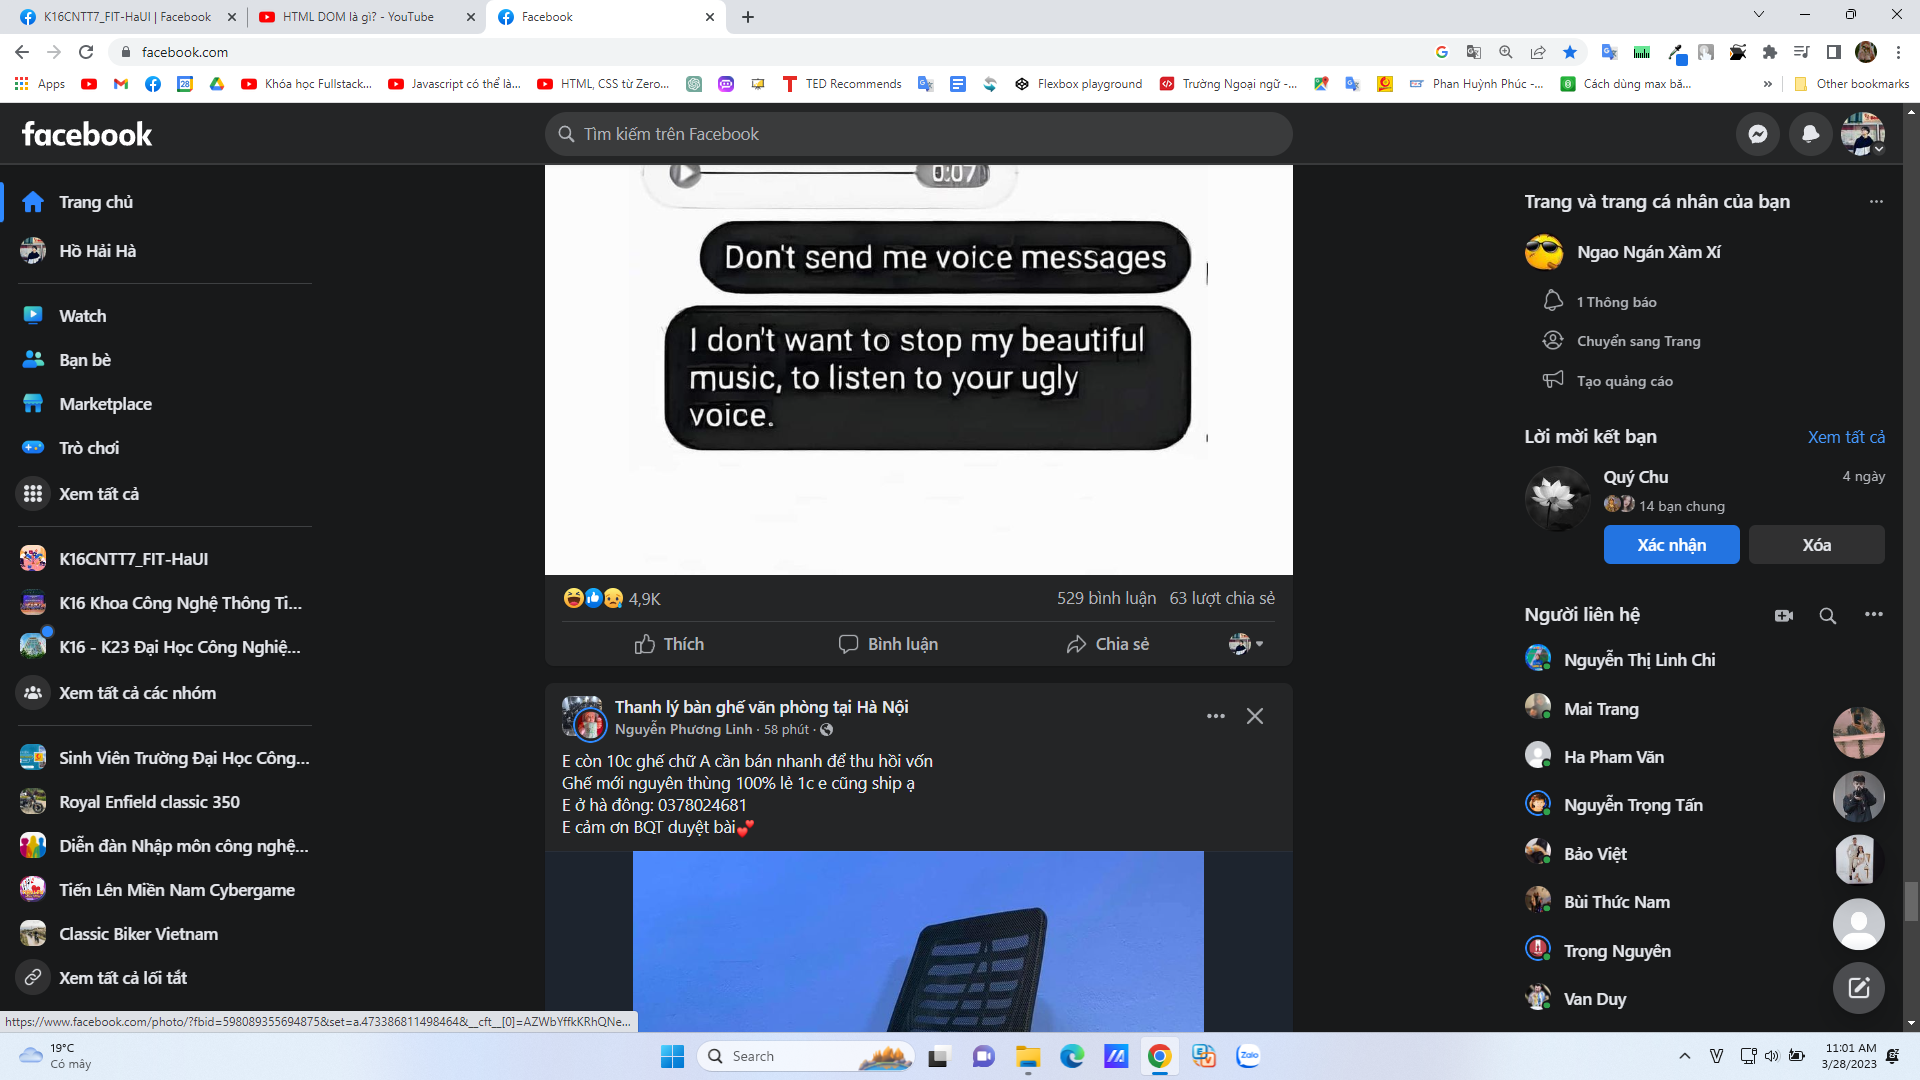 K16CNTT7_FIT-HaUI | Facebook
HTML DOM là gì? - YouTube
Facebook
facebook.com
Apps
28
Khóa học Fullstack...
Javascript có thể là...
HTML, CSS từ Zero...
TED Recommends
Flexbox playground
Trường Ngoại ngữ -...
Phan Huỳnh Phúc -...
Cách dùng max bă...
Other bookmarks
facebook
Tìm kiếm trên Facebook
Trang chủ
Hồ Hải Hà
Watch
Bạn bè
Marketplace
Trò chơi
Xem tất cả
K16CNTT7_FIT-HaUI
K16 Khoa Công Nghệ Thông Ti...
K16 - K23 Đại Học Công Nghiệ...
Xem tất cả các nhóm
Sinh Viên Trường Đại Học Công...
Royal Enfield classic 350
Diễn đàn Nhập môn công nghệ...
Tiến Lên Miền Nam Cybergame
Classic Biker Vietnam
Xem tất cả lối tắt
0:07
Don't send me voice messages
I don't want to stop my beautiful
music, to listen to your ugly
voice.
4,9K
529 bình luận 63 lượt chia sẻ
Thích
Bình luận
Chia sẻ
Thanh lý bàn ghế văn phòng tại Hà Nội
Nguyễn Phương Linh · 58 phút ·
E còn 10c ghế chữ A cần bán nhanh để thu hồi vốn
Ghế mới nguyên thùng 100% lẻ 1c e cũng ship ạ
E ở hà đông: 0378024681
E cảm ơn BQT duyệt bài💕
Trang và trang cá nhân của bạn
Ngao Ngán Xàm Xí
1 Thông báo
Chuyển sang Trang
Tạo quảng cáo
Lời mời kết bạn
Xem tất cả
Quý Chu
4 ngày
14 bạn chung
Xác nhận
Xóa
Người liên hệ
Nguyễn Thị Linh Chi
Mai Trang
Ha Pham Văn
Nguyễn Trọng Tấn
Bảo Việt
Bùi Thức Nam
Trọng Nguyên
Van Duy
https://www.facebook.com/photo/?fbid=598089355694875&set=a.473386811498464&__cft__[0]=AZWbYffkKRhQNe...
19°C
Có mây
Search
Zalo
V
11:01 AM
3/28/2023